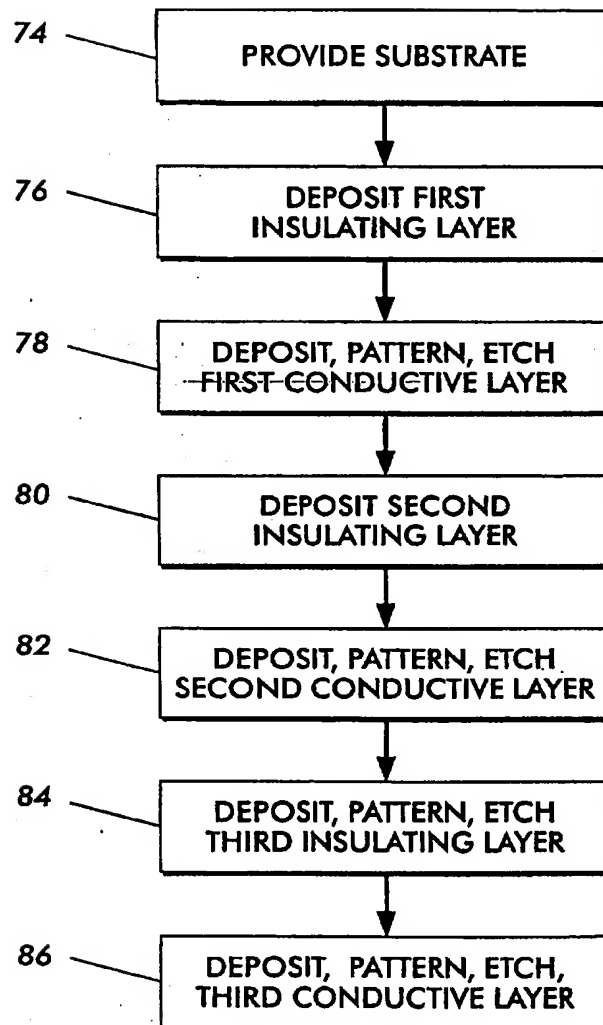 74
PROVIDE SUBSTRATE
76
DEPOSIT FIRST
INSULATING LAYER
78
DEPOSIT, PATTERN, ETCH
FIRST CONDUCTIVE LAYER
80
DEPOSIT SECOND
INSULATING LAYER
82
DEPOSIT, PATTERN, ETCH
SECOND CONDUCTIVE LAYER
84
DEPOSIT, PATTERN, ETCH
THIRD INSULATING LAYER
86
DEPOSIT, PATTERN, ETCH,
THIRD CONDUCTIVE LAYER